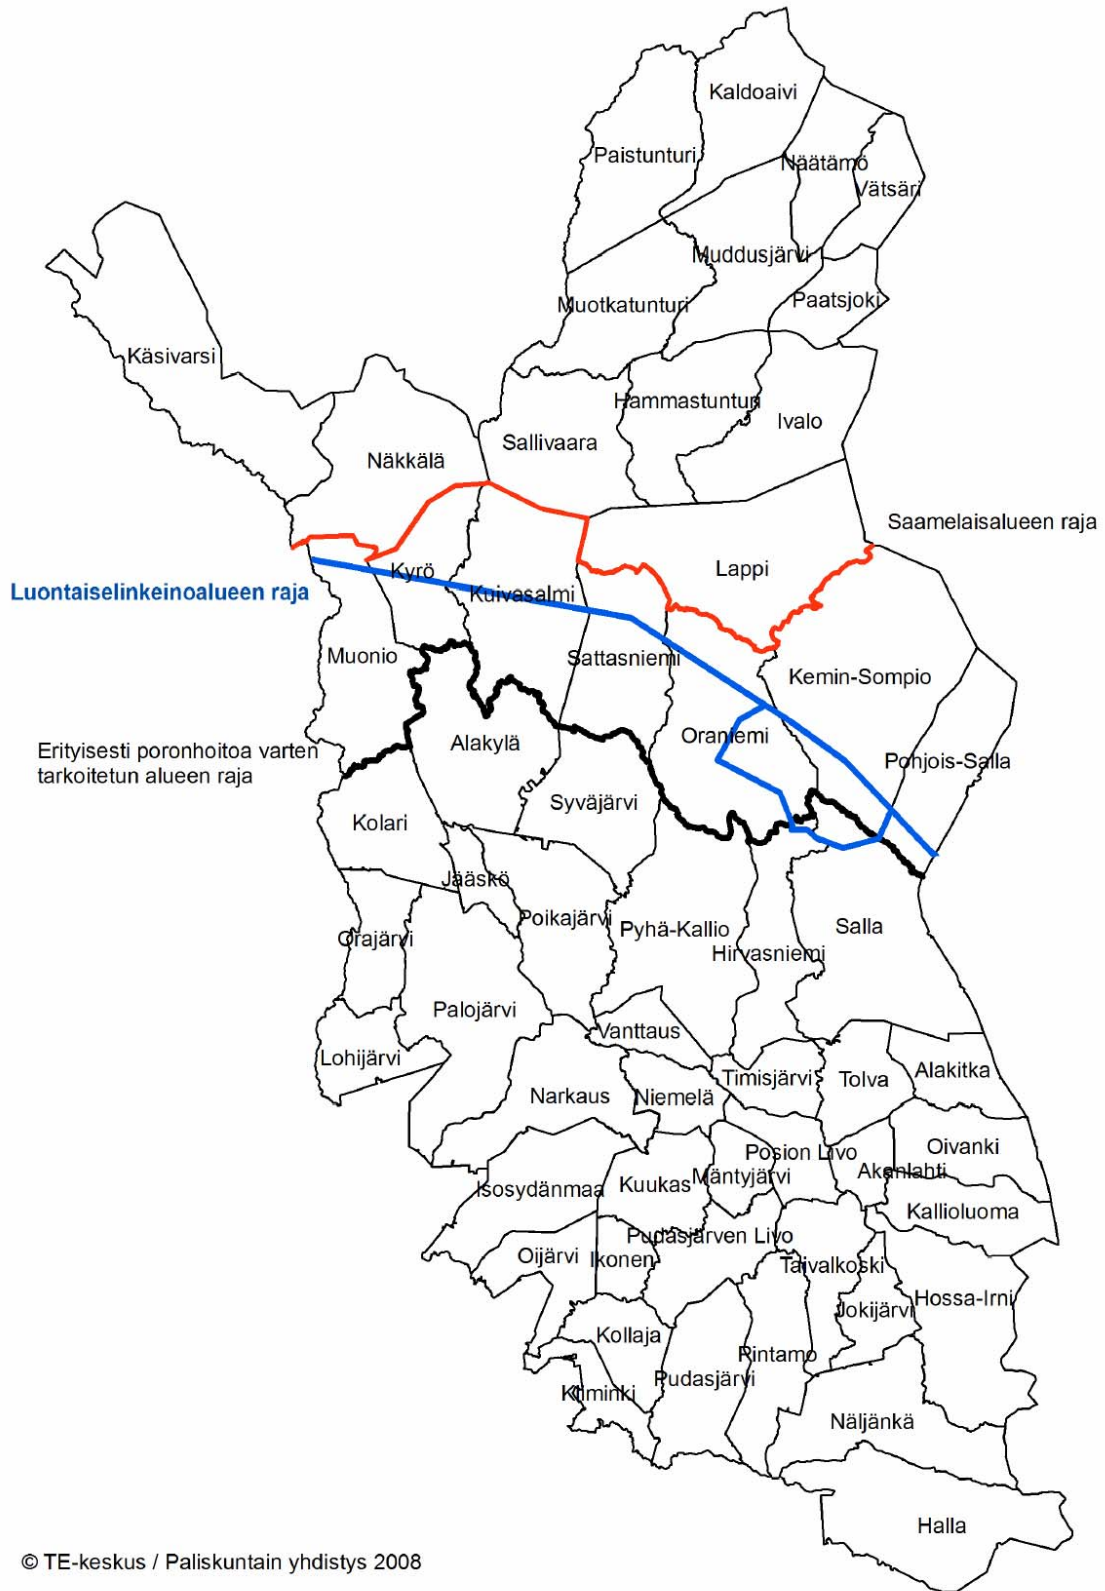 Kaldoaivi
Paistunturi
Näätämö
Vätsäri
Muddusjärvi
Muotkatunturi
Paatsjoki
Käsivarsi
Hammastunturi
Ivalo
Sallivaara
Näkkälä
Saamelaisalueen raja
Lappi
Kyrö
Luontaiselinkeinoalueen raja
Kuivasalmi
Muonio
Sattasniemi
Kemin-Sompio
Oraniemi
Alakylä
Erityisesti poronhoitoa varten
tarkoitetun alueen raja
Pohjois-Salla
Syväjärvi
Kolari
Jääskö
Poikajärvi
Pyhä-Kallio
Salla
Orajärvi
Hirvasniemi
Palojärvi
Vanttaus
Lohijärvi
Timisjärvi
Tolva
Alakitka
Narkaus
Niemelä
Oivanki
Posion Livo
Akanlahti
Mäntyjärvi
Kuukas
Isosydänmaa
Kallioluoma
Pudasjärven Livo
Oijärvi
Ikonen
Taivalkoski
Hossa-Irni
Jokijärvi
Kollaja
Pintamo
Pudasjärvi
Kiiminki
Näljänkä
Halla
© TE-keskus / Paliskuntain yhdistys 2008